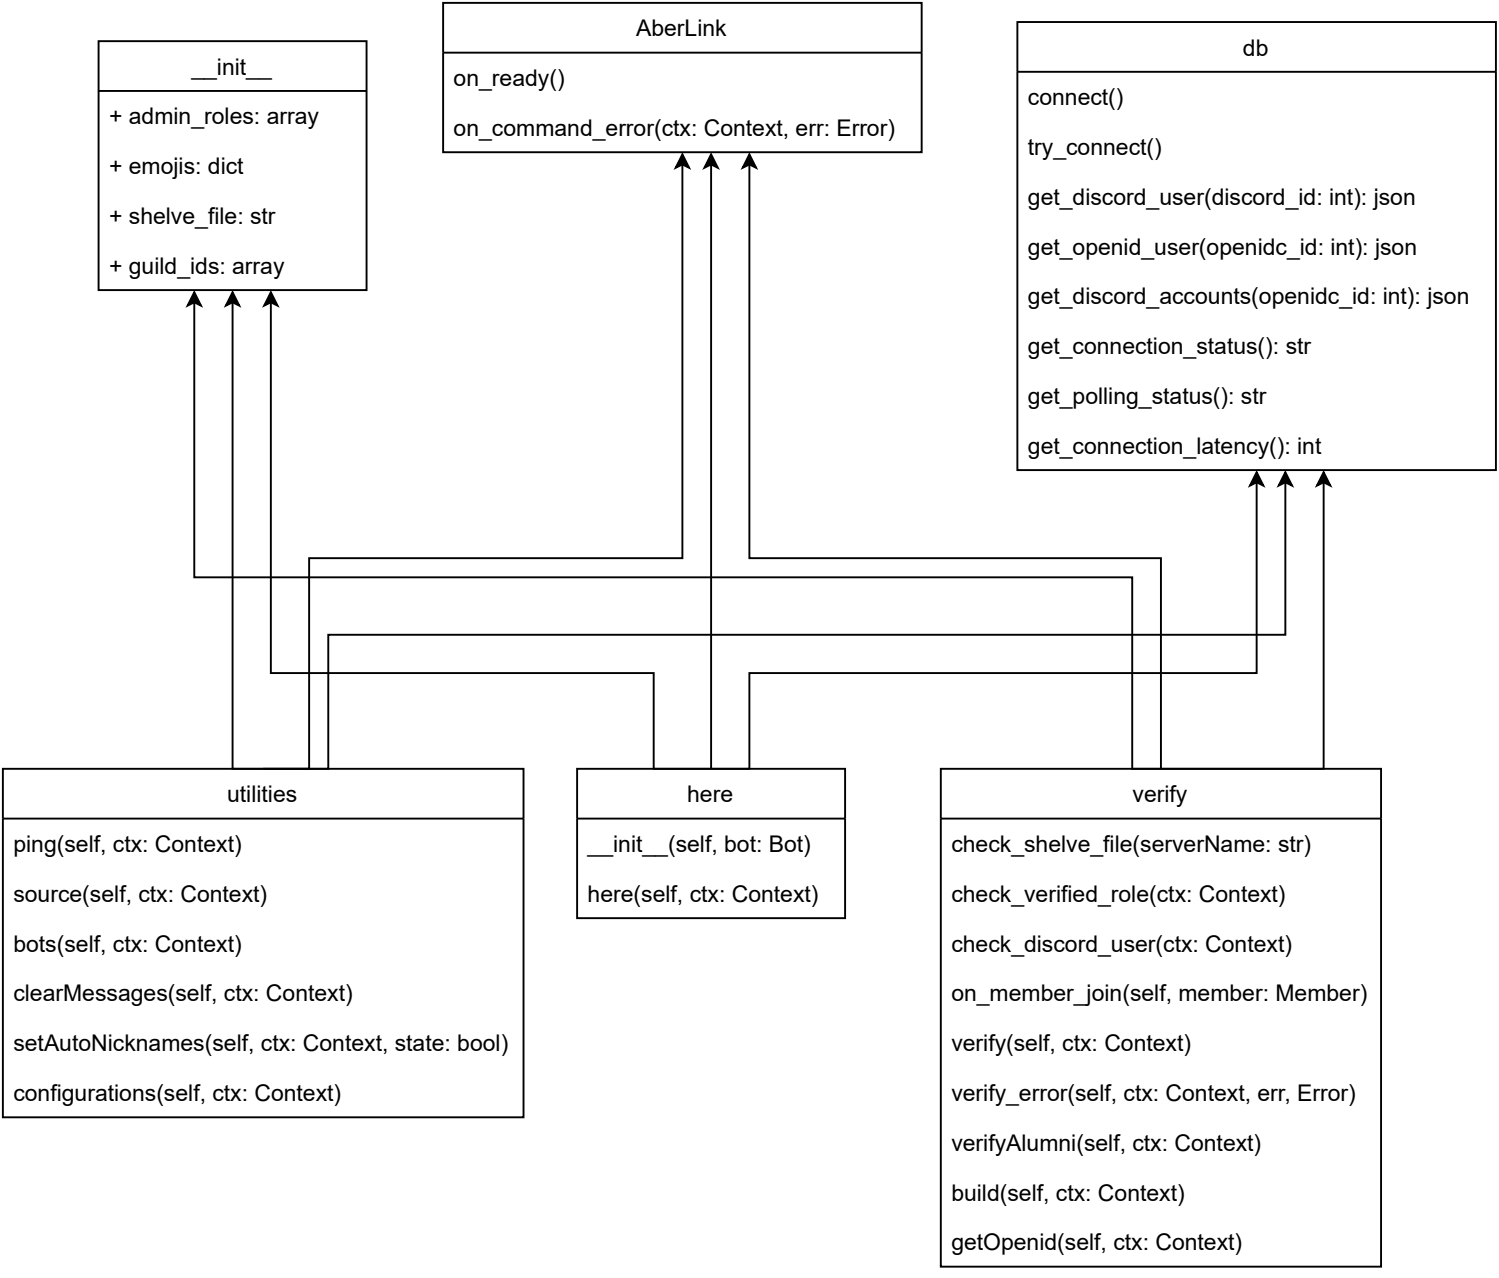 __init__
+ admin_roles: array
+ emojis: dict
+ shelve_file: str
+ guild_ids: array
AberLink
on_ready()
on_command_error(ctx: Context, err: Error)
db
connect()
try_connect()
get_discord_user(discord_id: int): json
get_openid_user(openidc_id: int): json
get_discord_accounts(openidc_id: int): json
get_connection_status(): str
get_polling_status(): str
get_connection_latency(): int
utilities
ping(self, ctx: Context)
source(self, ctx: Context)
bots(self, ctx: Context)
clearMessages(self, ctx: Context)
setAutoNicknames(self, ctx: Context, state: bool)
configurations(self, ctx: Context)
here
__init__(self, bot: Bot)
here(self, ctx: Context)
verify
check_shelve_file(serverName: str)
check_verified_role(ctx: Context)
check_discord_user(ctx: Context)
on_member_join(self, member: Member)
verify(self, ctx: Context)
verify_error(self, ctx: Context, err, Error)
verifyAlumni(self, ctx: Context)
build(self, ctx: Context)
getOpenid(self, ctx: Context)